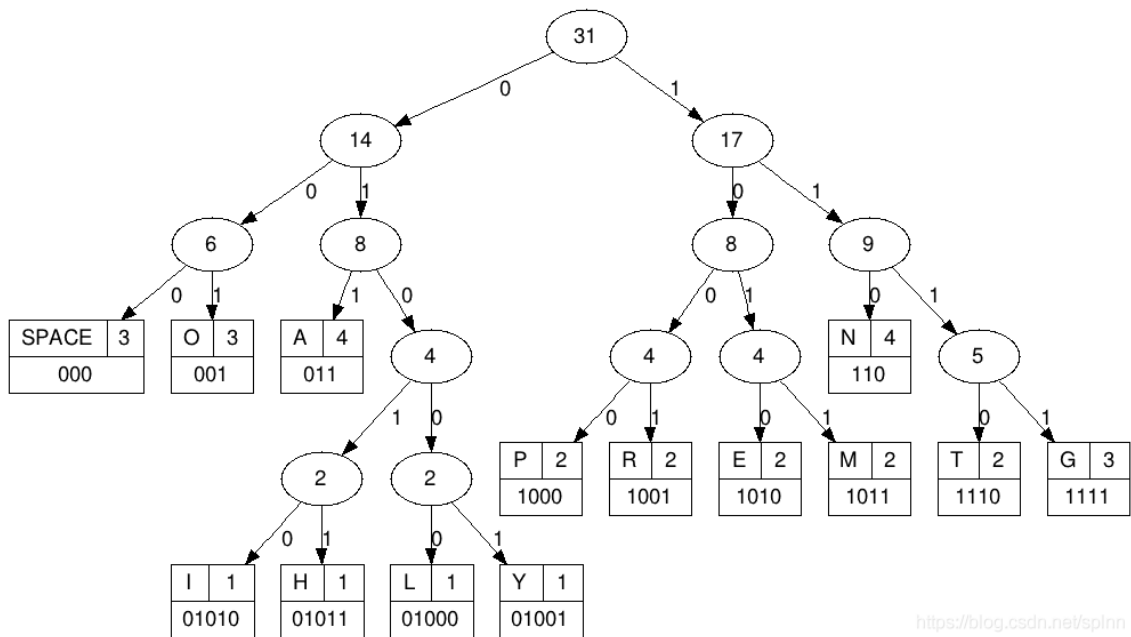 31
0 1
14 17
0 1 0 1
6 8 8 9
0 1 1 0 0 1 0 1
SPACE 3 O 3 A 4 4 4 4 N 4 5
000 001 011 110
1 0 0 1 0 1 0 1
2 2 P 2 R 2 E 2 M 2 T 2 G 3
1000 1001 1010 1011 1110 1111
0 1 0 1
I 1 H 1 L 1 Y 1
01010 01011 01000 01001
https://blog.csdn.net/splnn